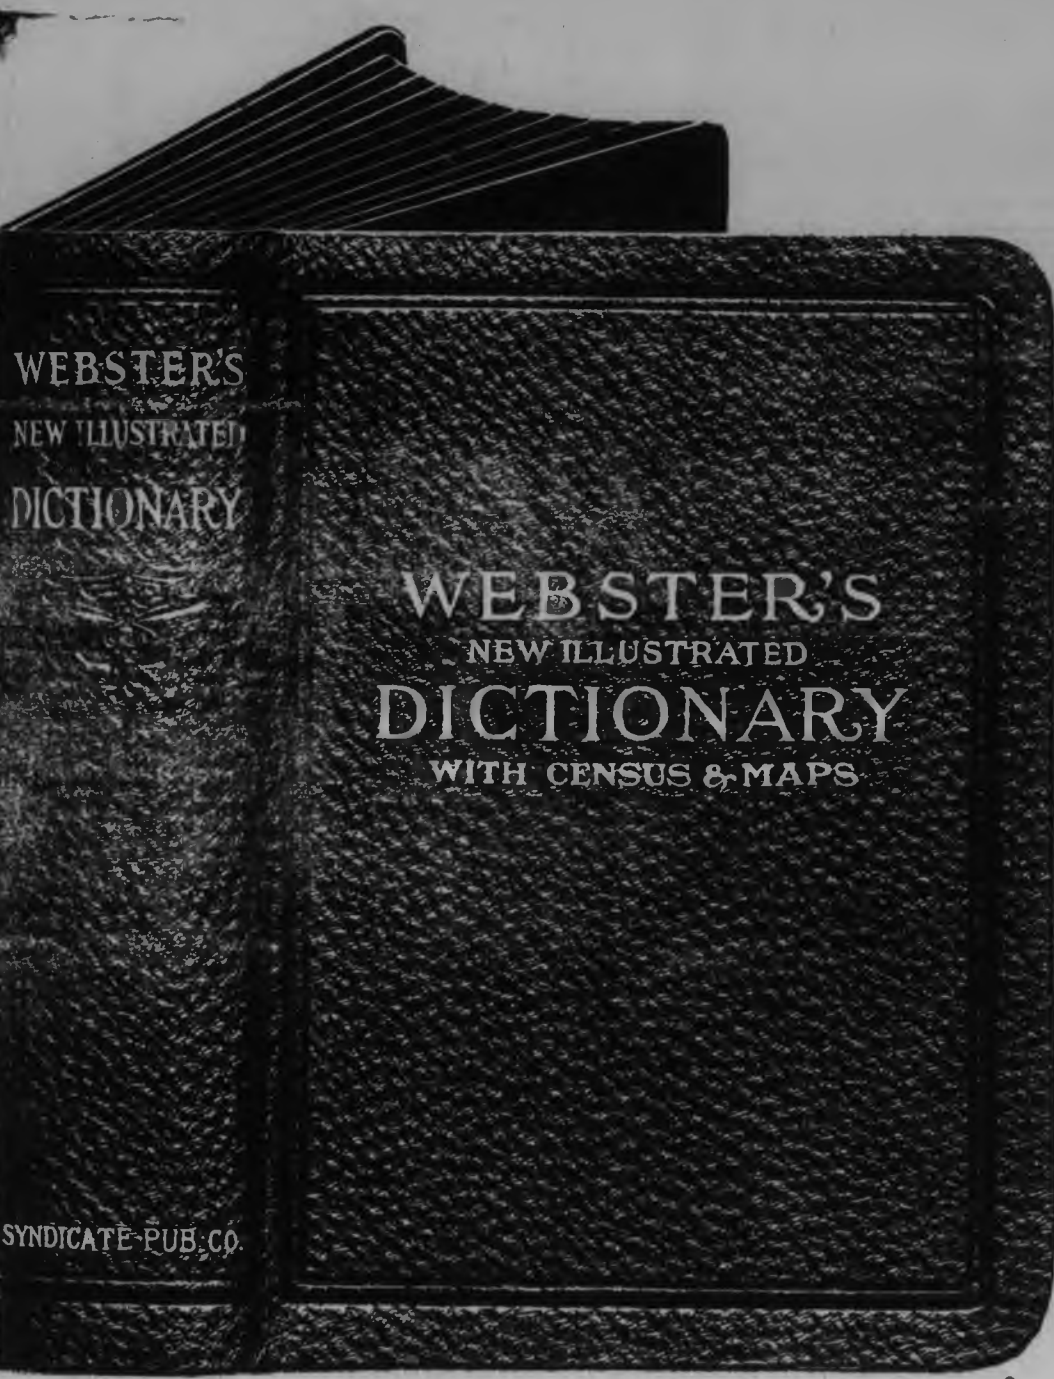 WEBSTER'S
NEW ILLUSTRATED
DICTIONARY
SYNDICATE PUB. CO.
WEBSTER'S
NEW ILLUSTRATED
DICTIONARY
WITH CENSUS & MAPS